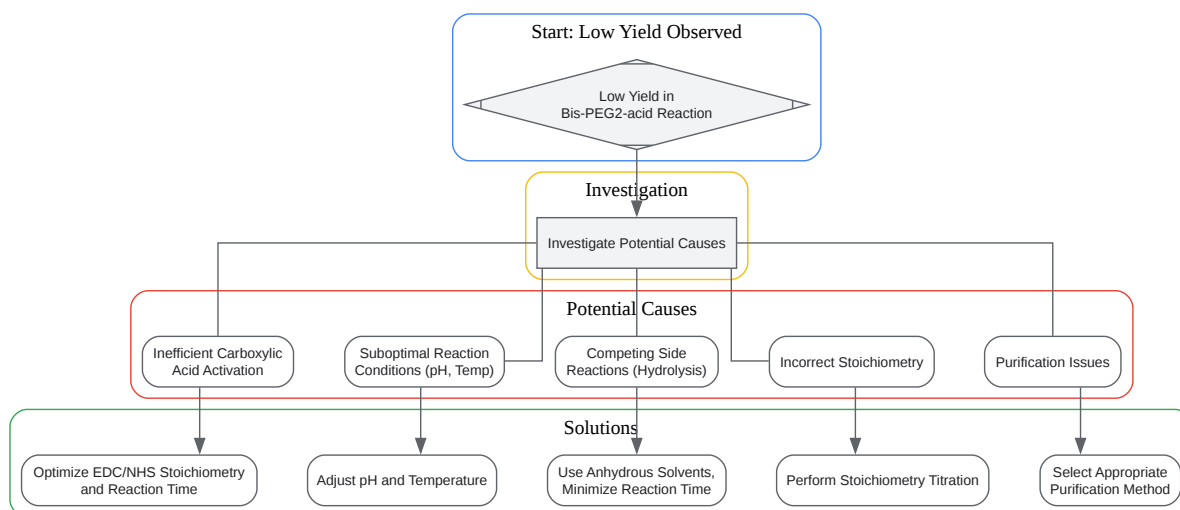 Start: Low Yield Observed
Low Yield in
Bis-PEG2-acid Reaction
Investigation
Investigate Potential Causes
Potential Causes
Inefficient Carboxylic
Acid Activation
Suboptimal Reaction
Conditions (pH, Temp)
Competing Side
Reactions (Hydrolysis)
Incorrect Stoichiometry
Purification Issues
Solutions
Optimize EDC/NHS Stoichiometry
and Reaction Time
Adjust pH and Temperature
Use Anhydrous Solvents,
Minimize Reaction Time
Perform Stoichiometry Titration
Select Appropriate
Purification Method